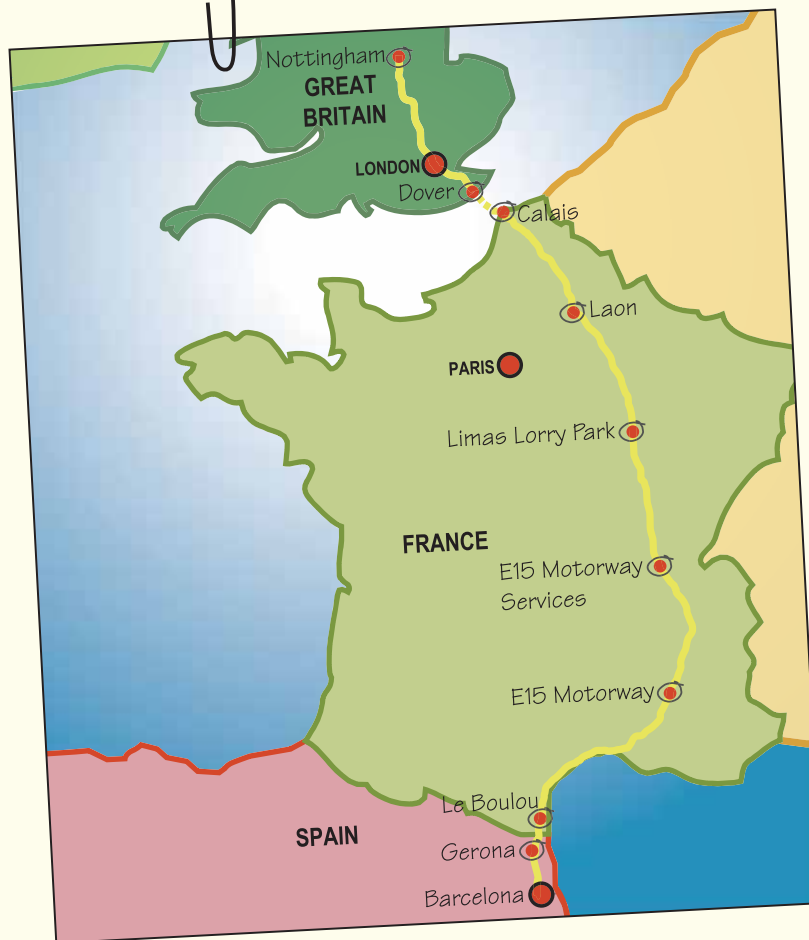 Nottingham
GREAT
BRITAIN
LONDON
Dover
Calais
Laon
PARIS
Limas Lorry Park
FRANCE
E15 Motorway
Services
E15 Motorway
Le Boulou
SPAIN
Gerona
Barcelona